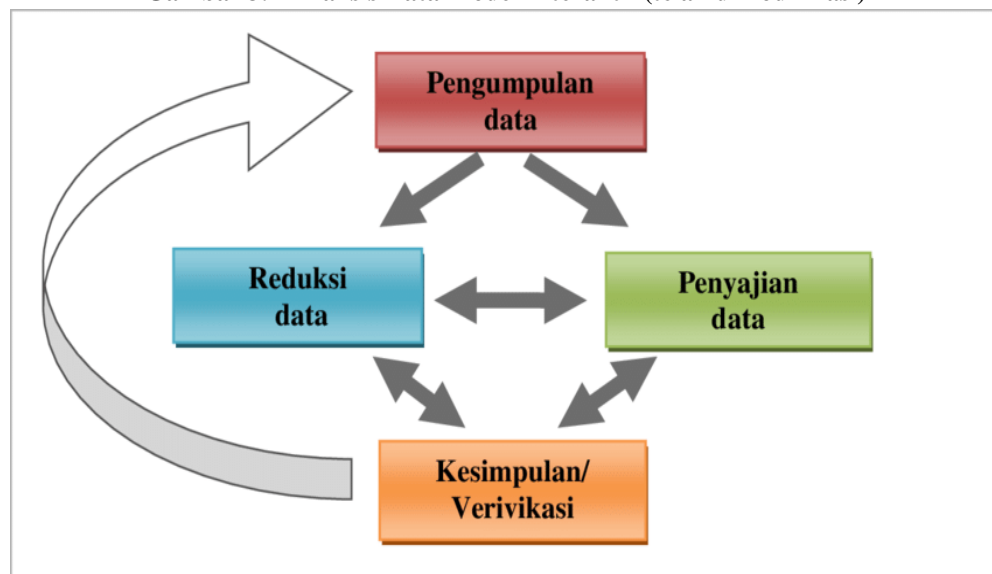 Pengumpulan
data
Reduksi
data
Penyajian
data
Kesimpulan/
Verivikasi